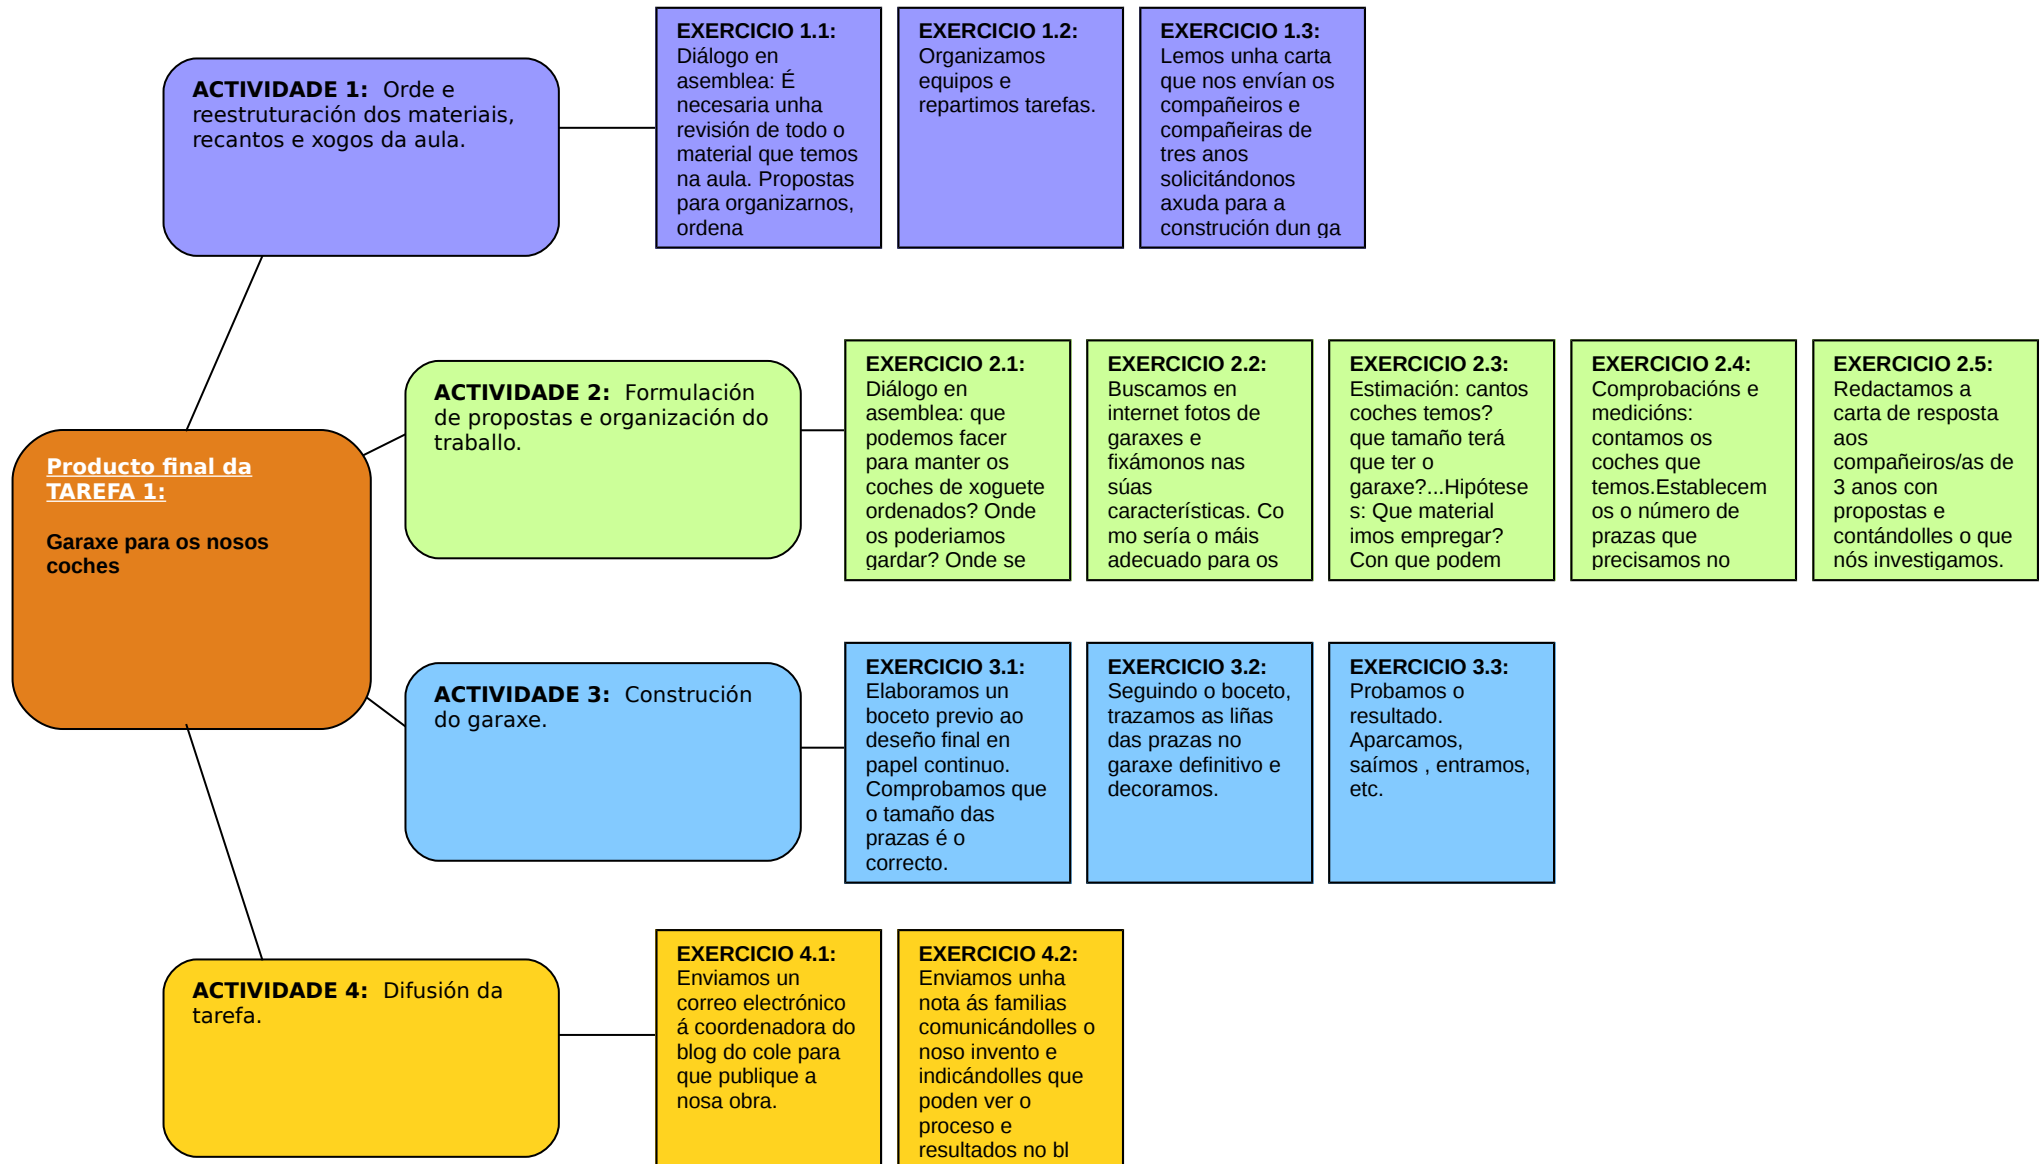 EXERCICIO 1.1:
Diálogo en
asemblea: É
necesaria unha
revisión de todo o
material que temos
na aula. Propostas
para organizarnos,
ordena
EXERCICIO 1.2:
Organizamos
equipos e
repartimos tarefas.
EXERCICIO 1.3:
Lemos unha carta
que nos envían os
compañeiros e
compañeiras de
tres anos
solicitándonos
axuda para a
construción dun ga
ACTIVIDADE 1: Orde e
reestruturación dos materiais,
recantos e xogos da aula.
ACTIVIDADE 2: Formulación
de propostas e organización do
traballo.
EXERCICIO 2.1:
Diálogo en
asemblea: que
podemos facer
para manter os
coches de xoguete
ordenados? Onde
os poderiamos
gardar? Onde se
EXERCICIO 2.2:
Buscamos en
internet fotos de
garaxes e
fixámonos nas
súas
características. Co
mo sería o máis
adecuado para os
EXERCICIO 2.3:
Estimación: cantos
coches temos?
que tamaño terá
que ter o
garaxe?...Hipótese
s: Que material
imos empregar?
Con que podem
EXERCICIO 2.4:
Comprobacións e
medicións:
contamos os
coches que
temos.Establecem
os o número de
prazas que
precisamos no
EXERCICIO 2.5:
Redactamos a
carta de resposta
aos
compañeiros/as de
3 anos con
propostas e
contándolles o que
nós investigamos.
Producto final da
TAREFA 1:
Garaxe para os nosos
coches
ACTIVIDADE 3: Construción
do garaxe.
EXERCICIO 3.1:
Elaboramos un
boceto previo ao
deseño final en
papel continuo.
Comprobamos que
o tamaño das
prazas é o
correcto.
EXERCICIO 3.2:
Seguindo o boceto,
trazamos as liñas
das prazas no
garaxe definitivo e
decoramos.
EXERCICIO 3.3:
Probamos o
resultado.
Aparcamos,
saímos , entramos,
etc.
ACTIVIDADE 4: Difusión da
tarefa.
EXERCICIO 4.1:
Enviamos un
correo electrónico
á coordenadora do
blog do cole para
que publique a
nosa obra.
EXERCICIO 4.2:
Enviamos unha
nota ás familias
comunicándolles o
noso invento e
indicándolles que
poden ver o
proceso e
resultados no bl